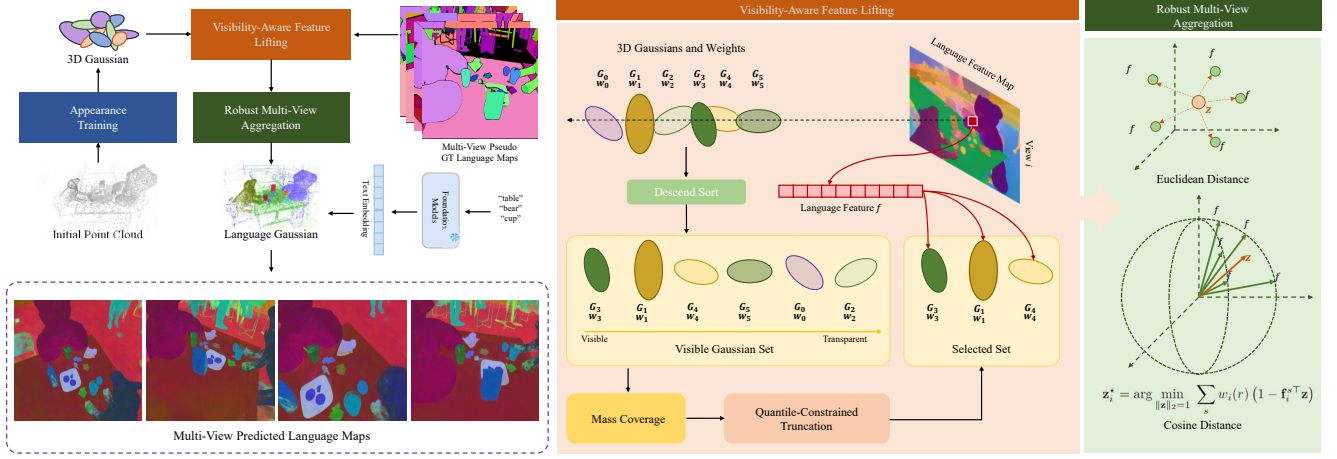 3D Gaussian
Visibility-Aware Feature
Lifting
Appearance
Training
Robust Multi-View
Aggregation
Multi-View Pseudo
GT Language Maps
Initial Point Cloud
Language Gaussian
Text Embedding
Foundation
Models
“table”
“bear”
“cup”
Multi-View Predicted Language Maps
Visibility-Aware Feature Lifting
3D Gaussians and Weights
G₀ G₁ G₂ G₃ G₄ G₅
w₀ w₁ w₂ w₃ w₄ w₅
Language Feature Map
View i
Descend Sort
Language Feature f
G₃ G₁ G₄ G₅ G₀ G₂
w₃ w₁ w₄ w₅ w₀ w₂
Visible Transparent
Visible Gaussian Set
G₃ G₁ G₄
w₃ w₁ w₄
Selected Set
Mass Coverage
Quantile-Constrained
Truncation
Robust Multi-View
Aggregation
f f f f f z
Euclidean Distance
f f f z f f
z_i^⋆ = arg min_{‖z‖₂=1} ∑_s w_i(r) (1 − f_i^{s⊤} z)
Cosine Distance